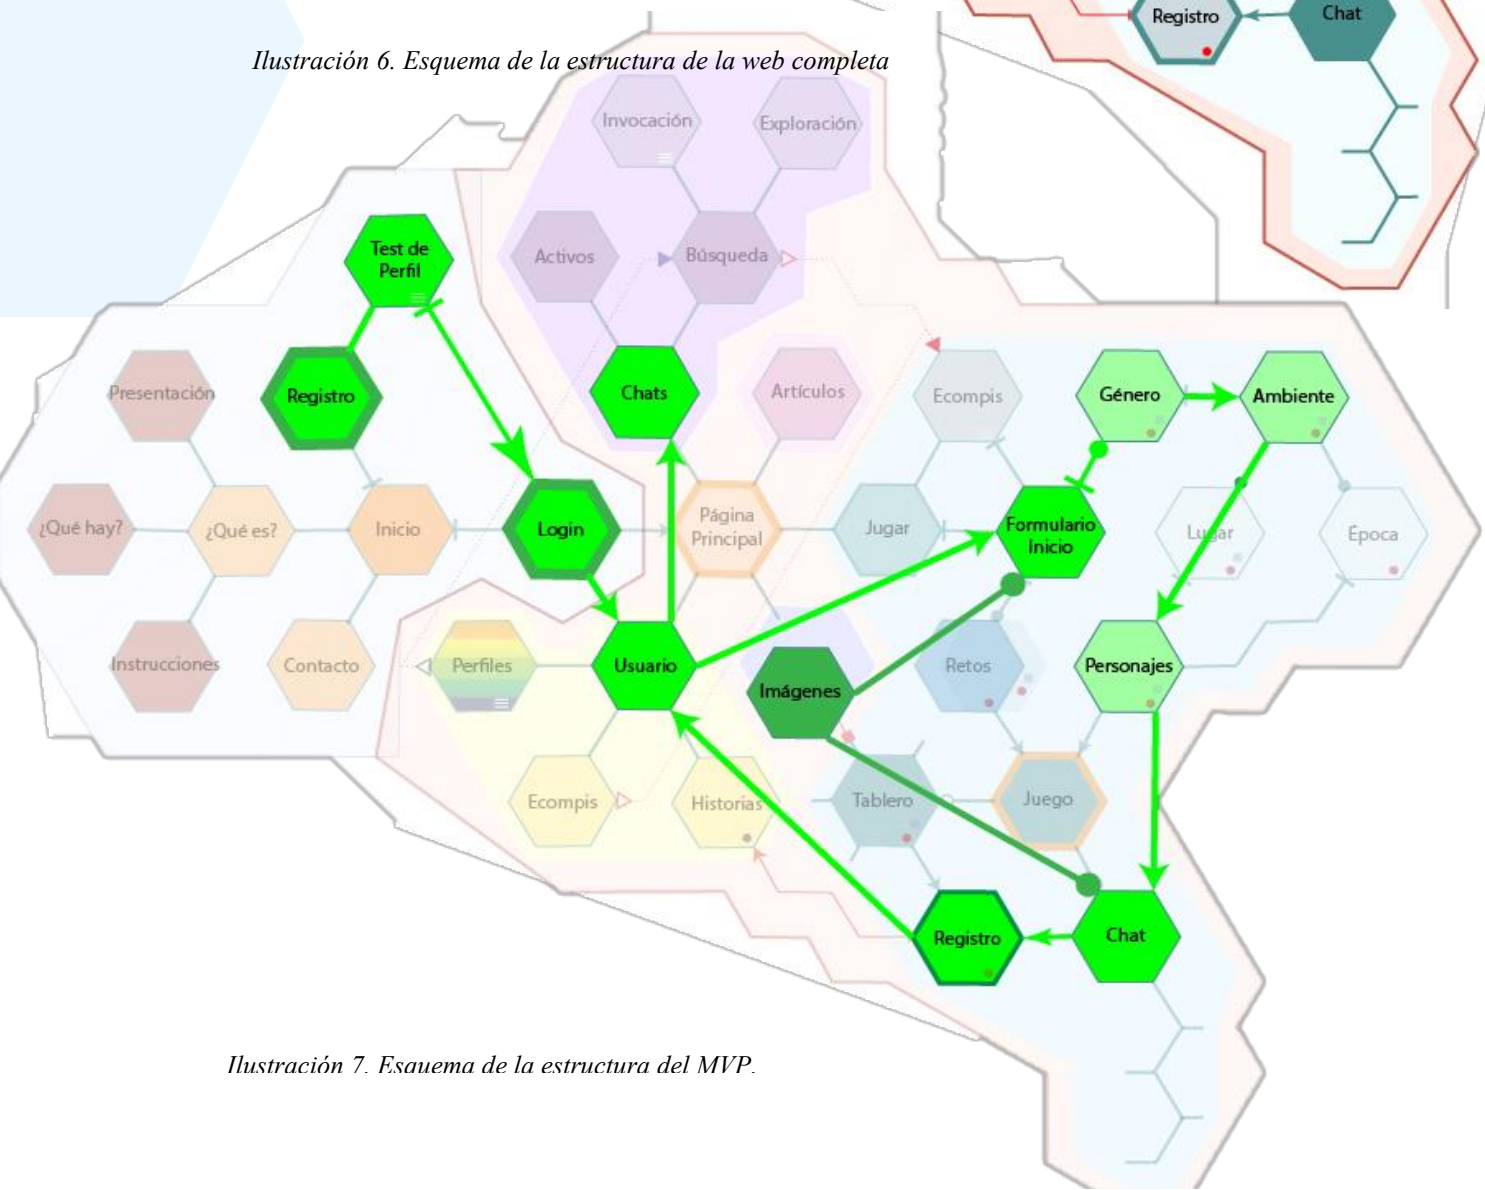 Registro
Chat
Ilustración 6. Esquema de la estructura de la web completa
Invocación
Exploración
Test de
Perfil
Activos
Búsqueda
Presentación
Registro
Chats
Artículos
Ecompis
Género
Ambiente
¿Qué hay?
¿Qué es?
Inicio
Login
Página
Principal
Jugar
Formulario
Inicio
Lugar
Epoca
Instrucciones
Contacto
Perfiles
Usuario
Imágenes
Retos
Personajes
Ecompis
Historias
Tablero
Juego
Registro
Chat
Ilustración 7. Esquema de la estructura del MVP.